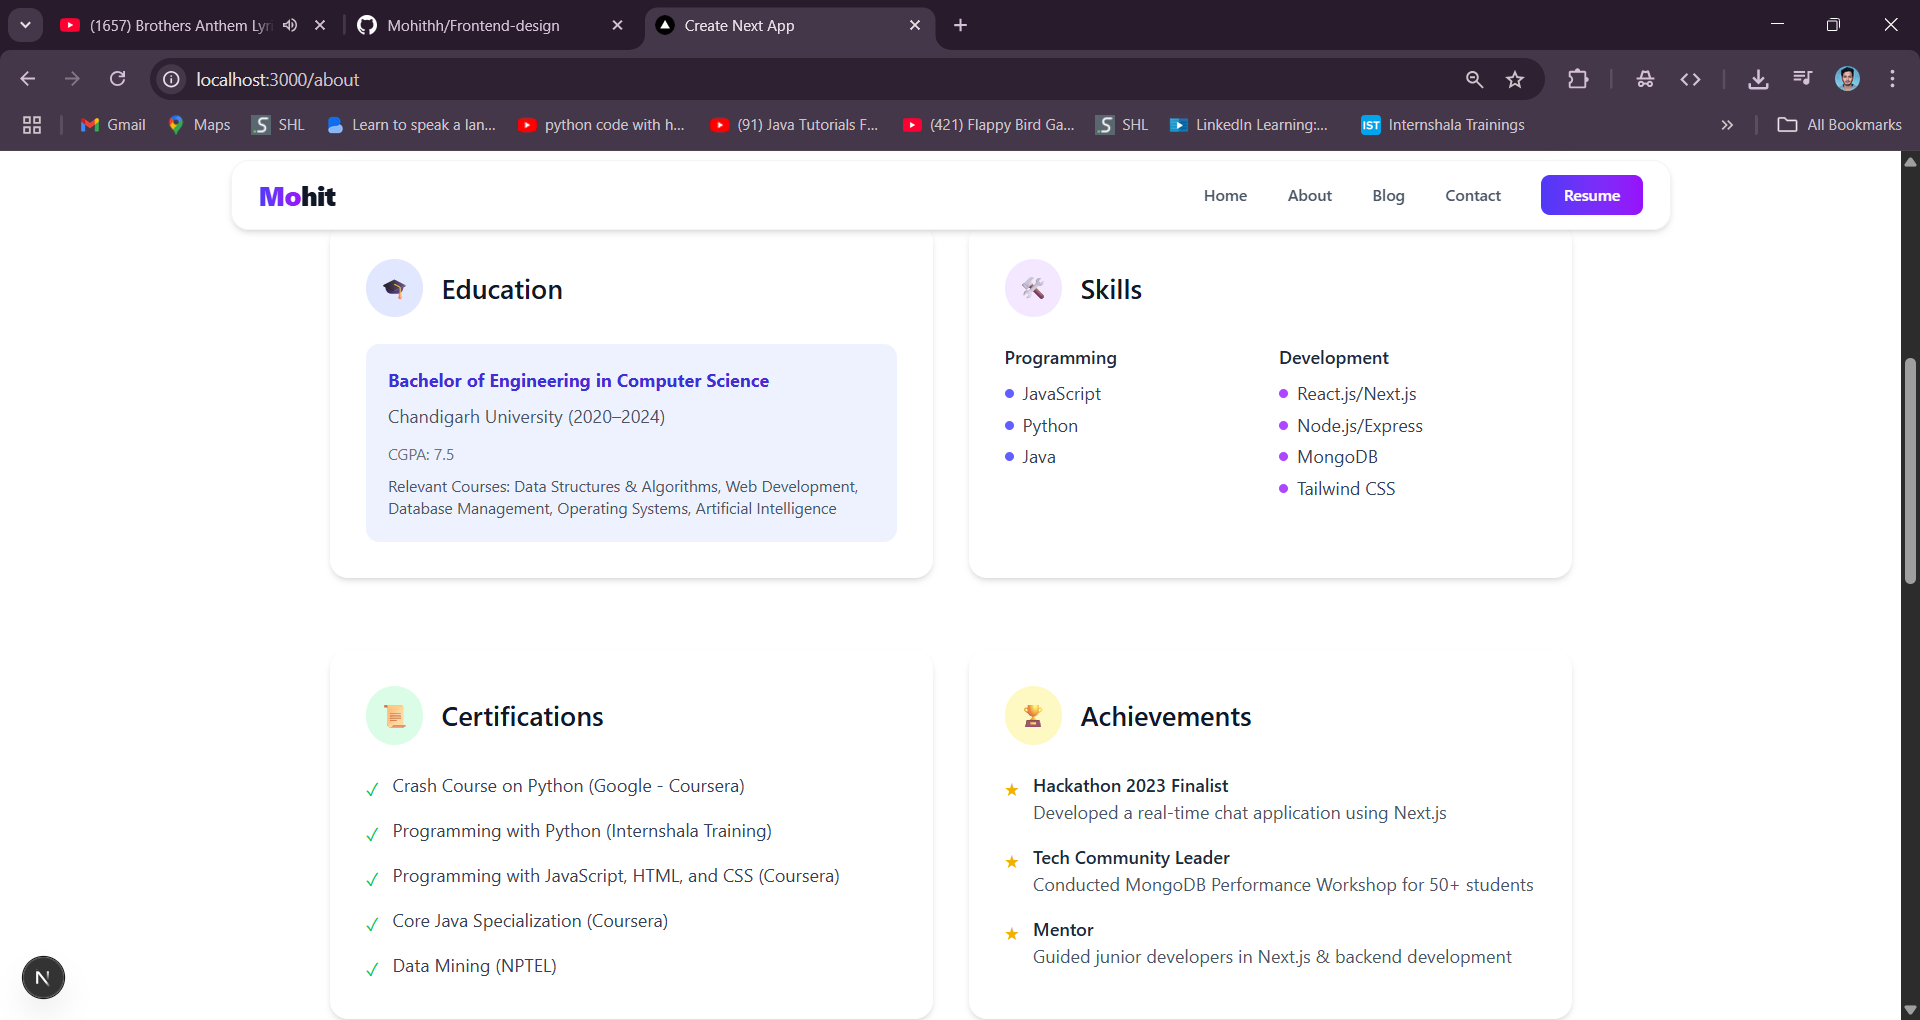 (1657) Brothers Anthem Lyri
Mohithh/Frontend-design
Create Next App
localhost:3000/about
Gmail
Maps
SHL
Learn to speak a lan...
python code with h...
(91) Java Tutorials F...
(421) Flappy Bird Ga...
SHL
LinkedIn Learning:...
IST
Internshala Trainings
All Bookmarks
Mohit
Home
About
Blog
Contact
Resume
Education
Bachelor of Engineering in Computer Science
Chandigarh University (2020–2024)
CGPA: 7.5
Relevant Courses: Data Structures & Algorithms, Web Development,
Database Management, Operating Systems, Artificial Intelligence
Skills
Programming
JavaScript
Python
Java
Development
React.js/Next.js
Node.js/Express
MongoDB
Tailwind CSS
Certifications
Crash Course on Python (Google - Coursera)
Programming with Python (Internshala Training)
Programming with JavaScript, HTML, and CSS (Coursera)
Core Java Specialization (Coursera)
Data Mining (NPTEL)
Achievements
Hackathon 2023 Finalist
Developed a real-time chat application using Next.js
Tech Community Leader
Conducted MongoDB Performance Workshop for 50+ students
Mentor
Guided junior developers in Next.js & backend development
N